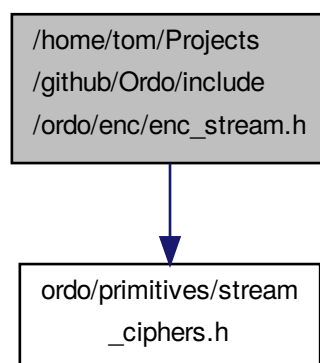 /home/tom/Projects
/github/Ordo/include
/ordo/enc/enc_stream.h
ordo/primitives/stream
_ciphers.h